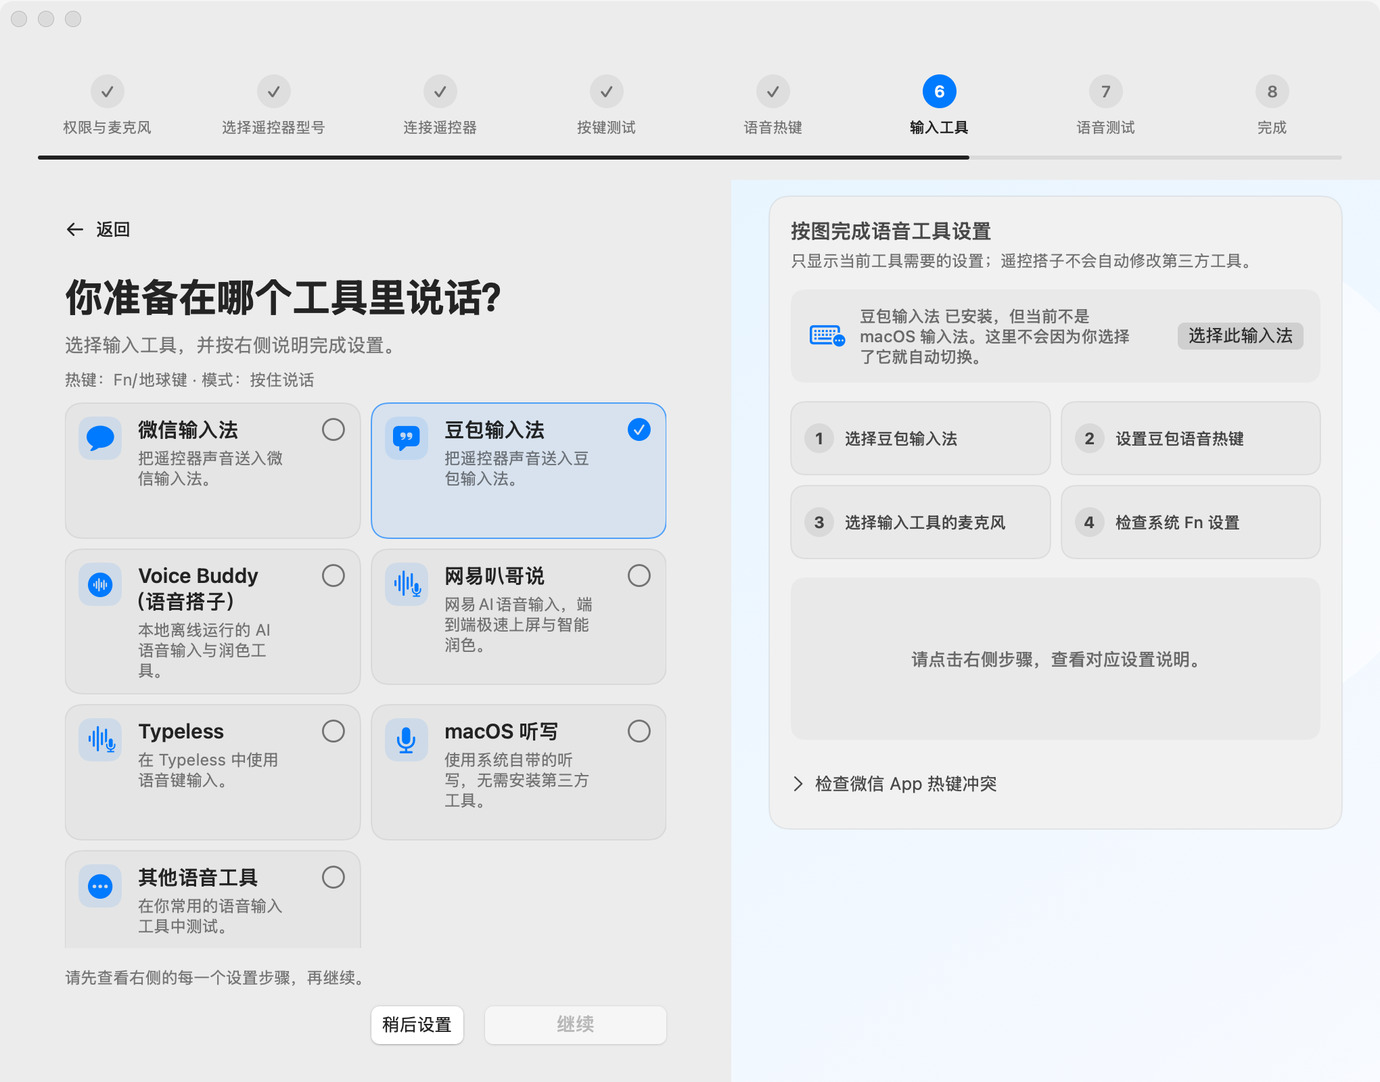 权限与麦克风
选择遥控器型号
连接遥控器
按键测试
语音热键
6
输入工具
7
语音测试
8
完成
返回
你准备在哪个工具里说话?
选择输入工具，并按右侧说明完成设置。
热键：Fn/地球键 · 模式：按住说话
微信输入法
把遥控器声音送入微
信输入法。
豆包输入法
把遥控器声音送入豆
包输入法。
Voice Buddy
(语音搭子)
本地离线运行的 AI
语音输入与润色工
具。
网易叭哥说
网易 AI 语音输入，端
到端极速上屏与智能
润色。
Typeless
在 Typeless 中使用
语音键输入。
macOS 听写
使用系统自带的听
写，无需安装第三方
工具。
其他语音工具
在你常用的语音输入
工具中测试。
请先查看右侧的每一个设置步骤，再继续。
稍后设置
继续
按图完成语音工具设置
只显示当前工具需要的设置；遥控搭子不会自动修改第三方工具。
豆包输入法 已安装，但当前不是
macOS 输入法。这里不会因为你选择
了它就自动切换。
选择此输入法
1 选择豆包输入法
2 设置豆包语音热键
3 选择输入工具的麦克风
4 检查系统 Fn 设置
请点击右侧步骤，查看对应设置说明。
检查微信 App 热键冲突